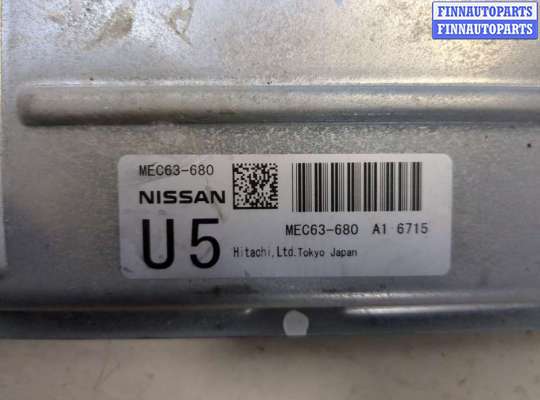 FINNAUTOPARTS
FINNAUTOPARTS
MEC63-680
NISSAN
U5
MEC63-680 A1 6715
Hitachi,Ltd.Tokyo Japan